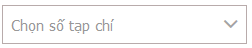 Chọn số tạp chí